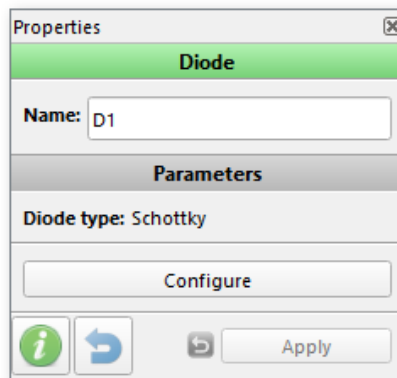 Properties
Diode
Name: D1
Parameters
Diode type: Schottky
Configure
Apply